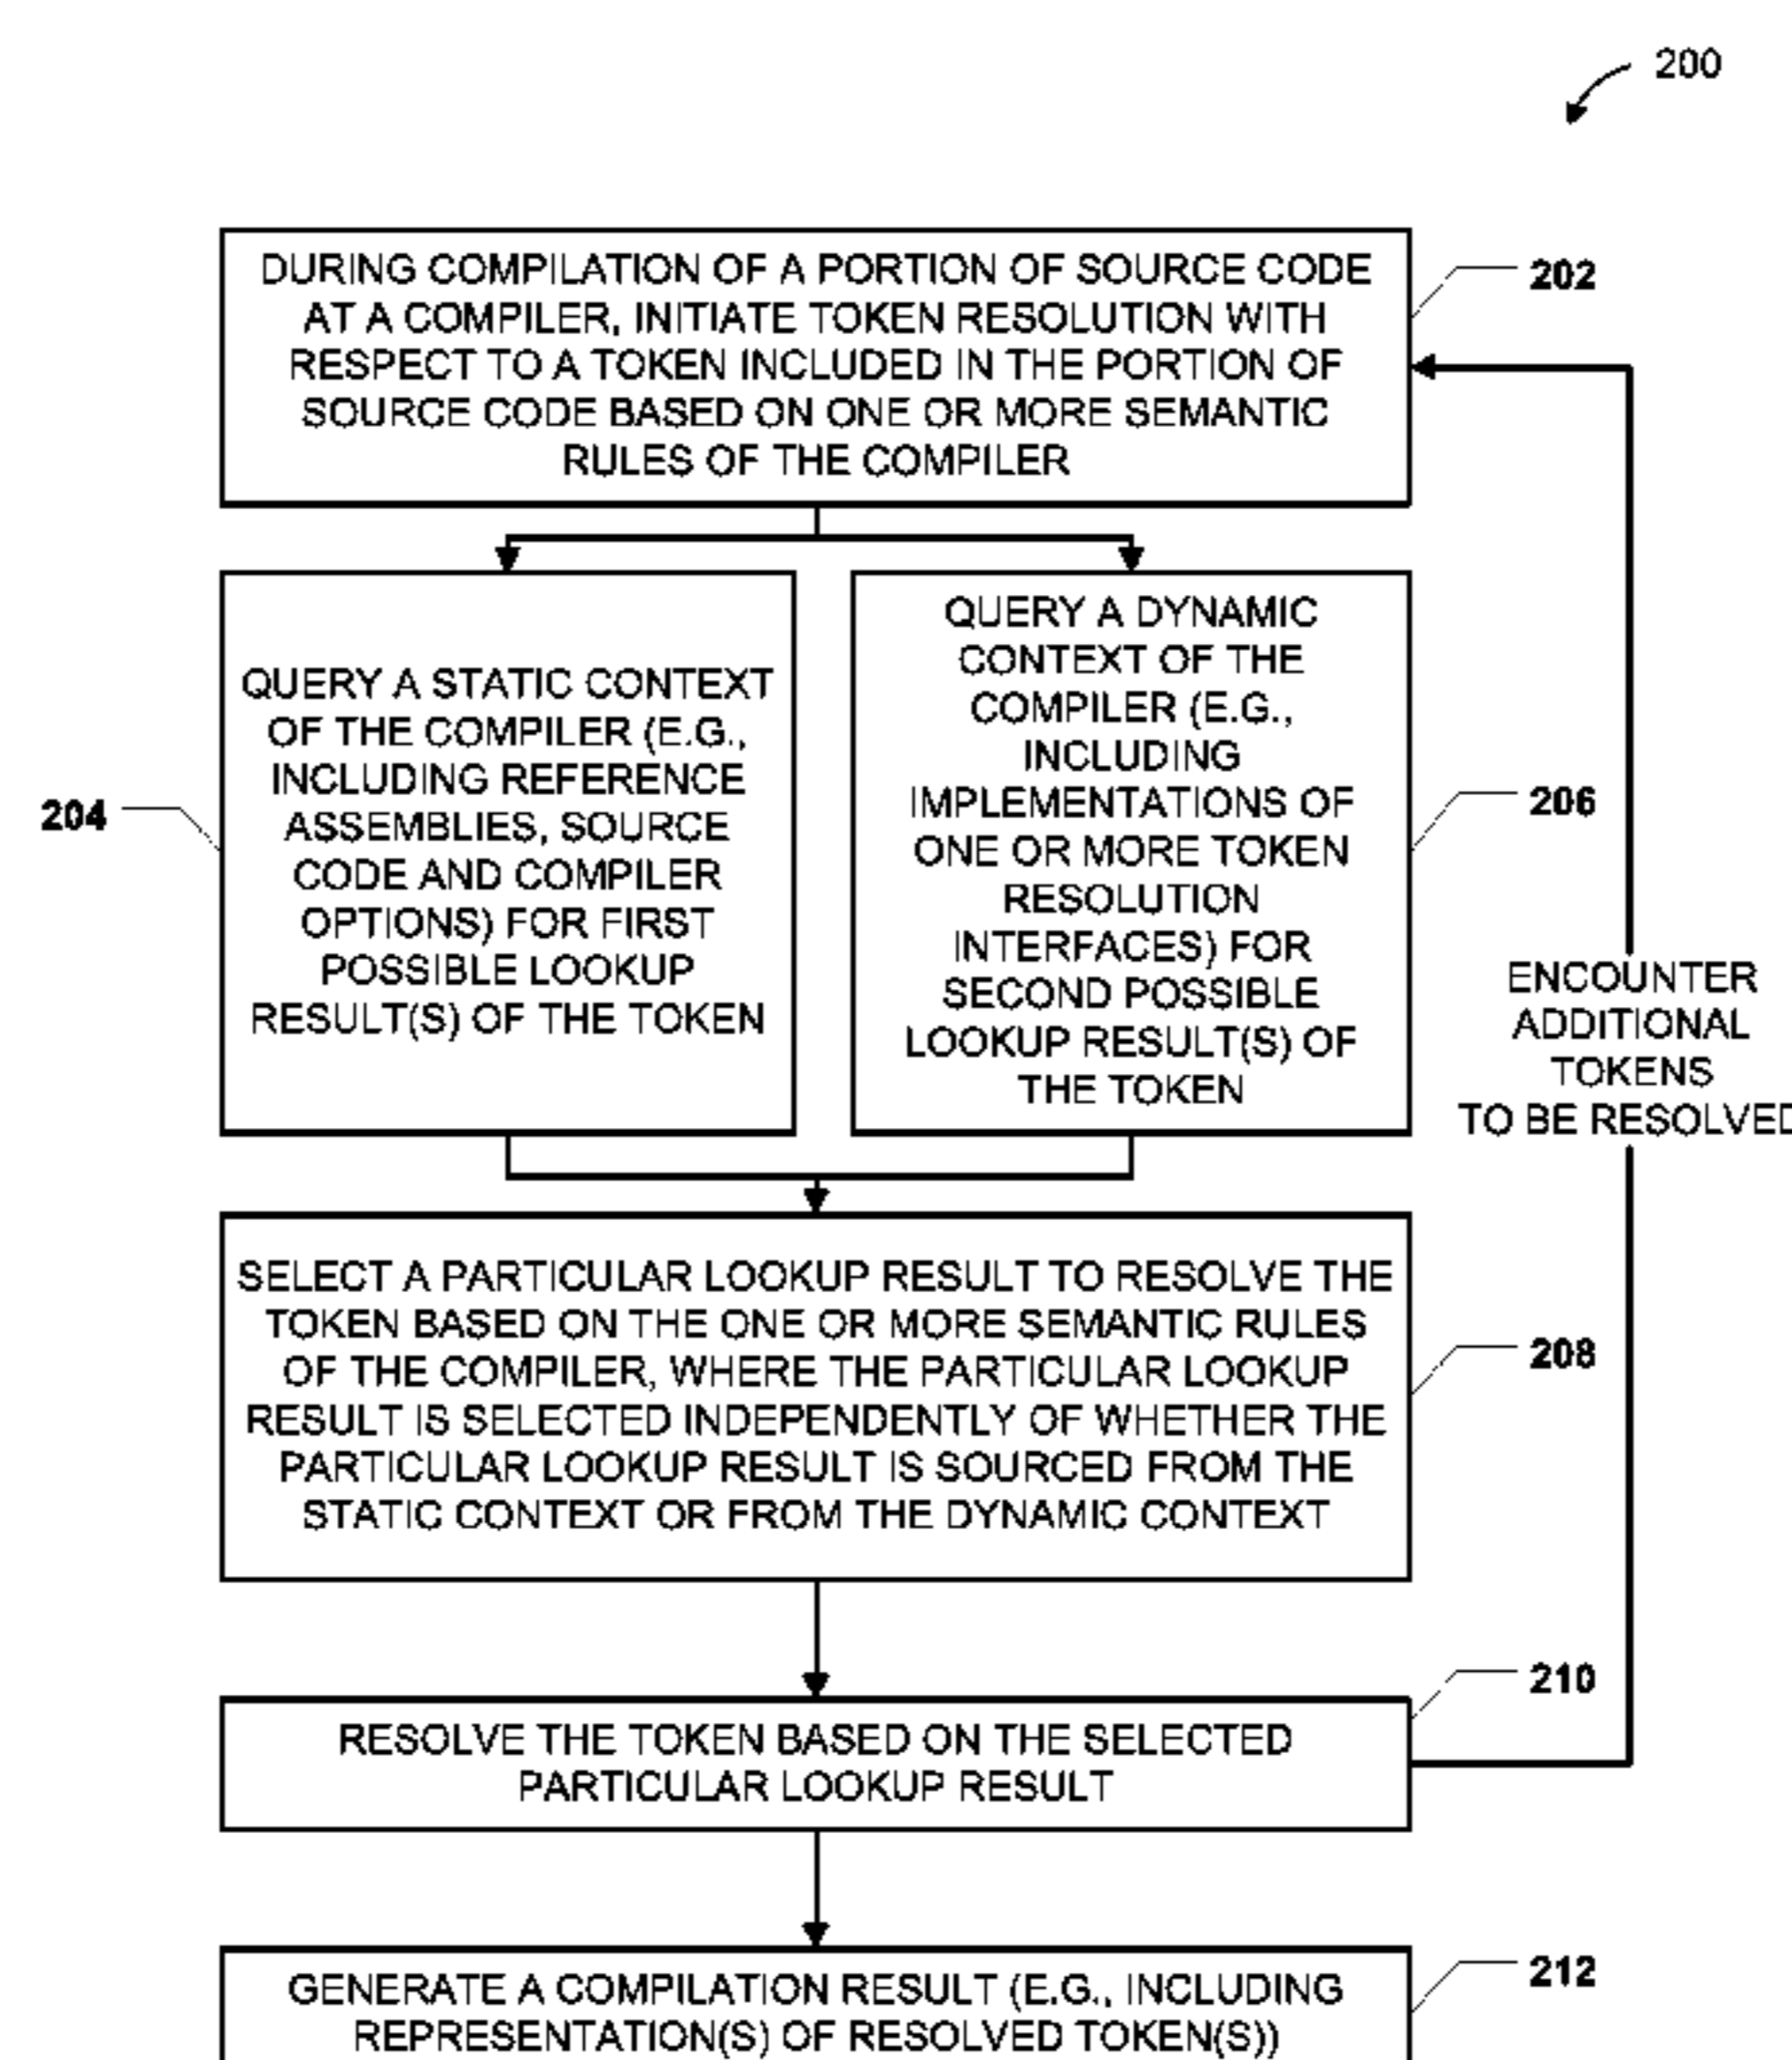 200
DURING COMPILATION OF A PORTION OF SOURCE CODE
AT A COMPILER, INITIATE TOKEN RESOLUTION WITH
RESPECT TO A TOKEN INCLUDED IN THE PORTION OF
SOURCE CODE BASED ON ONE OR MORE SEMANTIC
RULES OF THE COMPILER
202
QUERY A STATIC CONTEXT
OF THE COMPILER (E.G.,
INCLUDING REFERENCE
ASSEMBLIES, SOURCE
CODE AND COMPILER
OPTIONS) FOR FIRST
POSSIBLE LOOKUP
RESULT(S) OF THE TOKEN
204
QUERY A DYNAMIC
CONTEXT OF THE
COMPILER (E.G.,
INCLUDING
IMPLEMENTATIONS OF
ONE OR MORE TOKEN
RESOLUTION
INTERFACES) FOR
SECOND POSSIBLE
LOOKUP RESULT(S) OF
THE TOKEN
206
ENCOUNTER
ADDITIONAL
TOKENS
TO BE RESOLVED
SELECT A PARTICULAR LOOKUP RESULT TO RESOLVE THE
TOKEN BASED ON THE ONE OR MORE SEMANTIC RULES
OF THE COMPILER, WHERE THE PARTICULAR LOOKUP
RESULT IS SELECTED INDEPENDENTLY OF WHETHER THE
PARTICULAR LOOKUP RESULT IS SOURCED FROM THE
STATIC CONTEXT OR FROM THE DYNAMIC CONTEXT
208
RESOLVE THE TOKEN BASED ON THE SELECTED
PARTICULAR LOOKUP RESULT
210
GENERATE A COMPILATION RESULT (E.G., INCLUDING
REPRESENTATION(S) OF RESOLVED TOKEN(S))
212